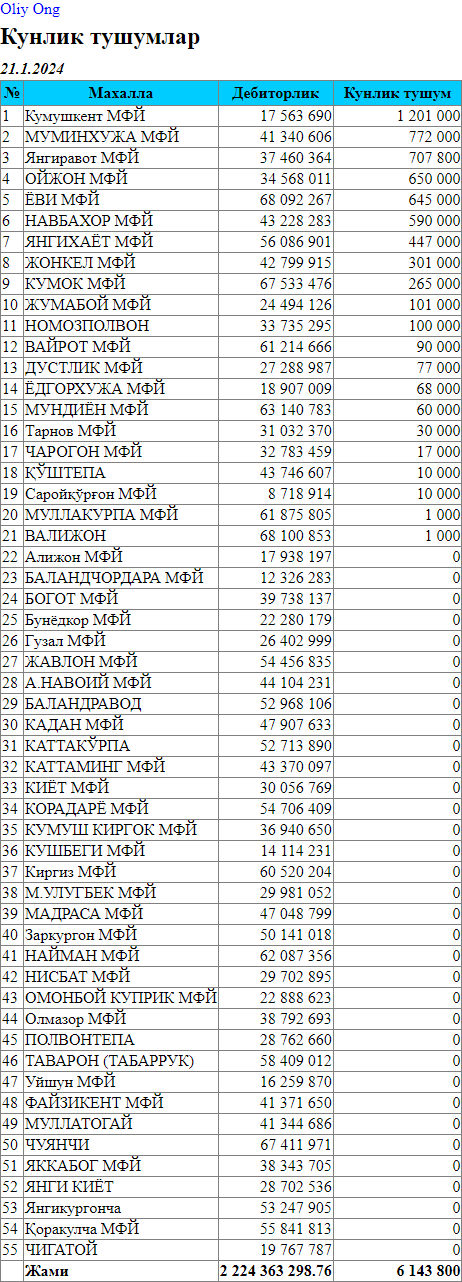 Oliy Ong
Кунлик тушумлар
21.1.2024
№ Махалла Дебиторлик Кунлик тушум
1 Кумушкент МФЙ 17 563 690 1 201 000
2 МУМИНХУЖА МФЙ 41 340 606 772 000
3 Янгиравот МФЙ 37 460 364 707 800
4 ОЙЖОН МФЙ 34 568 011 650 000
5 ЁВИ МФЙ 68 092 267 645 000
6 НАВБАХОР МФЙ 43 228 283 590 000
7 ЯНГИХАЁТ МФЙ 56 086 901 447 000
8 ЖОНКЕЛ МФЙ 42 799 915 301 000
9 КУМОК МФЙ 67 533 476 265 000
10 ЖУМАБОЙ МФЙ 24 494 126 101 000
11 НОМОЗПОЛВОН 33 735 295 100 000
12 ВАЙРОТ МФЙ 61 214 666 90 000
13 ДУСТЛИК МФЙ 27 288 987 77 000
14 ЁДГОРХУЖА МФЙ 18 907 009 68 000
15 МУНДИЁН МФЙ 63 140 783 60 000
16 Тарнов МФЙ 31 032 370 30 000
17 ЧАРОГОН МФЙ 32 783 459 17 000
18 ҚЎШТЕПА 43 746 607 10 000
19 Саройқўрғон МФЙ 8 718 914 10 000
20 МУЛЛАКУРПА МФЙ 61 875 805 1 000
21 ВАЛИЖОН 68 100 853 1 000
22 Алижон МФЙ 17 938 197 0
23 БАЛАНДЧОРДАРА МФЙ 12 326 283 0
24 БОГОТ МФЙ 39 738 137 0
25 Бунёдкор МФЙ 22 280 179 0
26 Гузал МФЙ 26 402 999 0
27 ЖАВЛОН МФЙ 54 456 835 0
28 А.НАВОИЙ МФЙ 44 104 231 0
29 БАЛАНДРАВОД 52 968 106 0
30 КАДАН МФЙ 47 907 633 0
31 КАТТАКЎРПА 52 713 890 0
32 КАТТАМИНГ МФЙ 43 370 097 0
33 КИЁТ МФЙ 30 056 769 0
34 КОРАДАРЁ МФЙ 54 706 409 0
35 КУМУШ КИРГОК МФЙ 36 940 650 0
36 КУШБЕГИ МФЙ 14 114 231 0
37 Киргиз МФЙ 60 520 204 0
38 М.УЛУГБЕК МФЙ 29 981 052 0
39 МАДРАСА МФЙ 47 048 799 0
40 Заркургон МФЙ 50 141 018 0
41 НАЙМАН МФЙ 62 087 356 0
42 НИСБАТ МФЙ 29 702 895 0
43 ОМОНБОЙ КУПРИК МФЙ 22 888 623 0
44 Олмазор МФЙ 38 792 693 0
45 ПОЛВОНТЕПА 28 762 660 0
46 ТАВАРОН (ТАБАРРУК) 58 409 012 0
47 Уйшун МФЙ 16 259 870 0
48 ФАЙЗИКЕНТ МФЙ 41 371 650 0
49 МУЛЛАТОГАЙ 41 344 686 0
50 ЧУЯНЧИ 67 411 971 0
51 ЯККАБОГ МФЙ 38 343 705 0
52 ЯНГИ КИЁТ 28 702 536 0
53 Янгикургонча 53 247 905 0
54 Қоракулча МФЙ 55 841 813 0
55 ЧИГАТОЙ 19 767 787 0
Жами 2 224 363 298.76 6 143 800